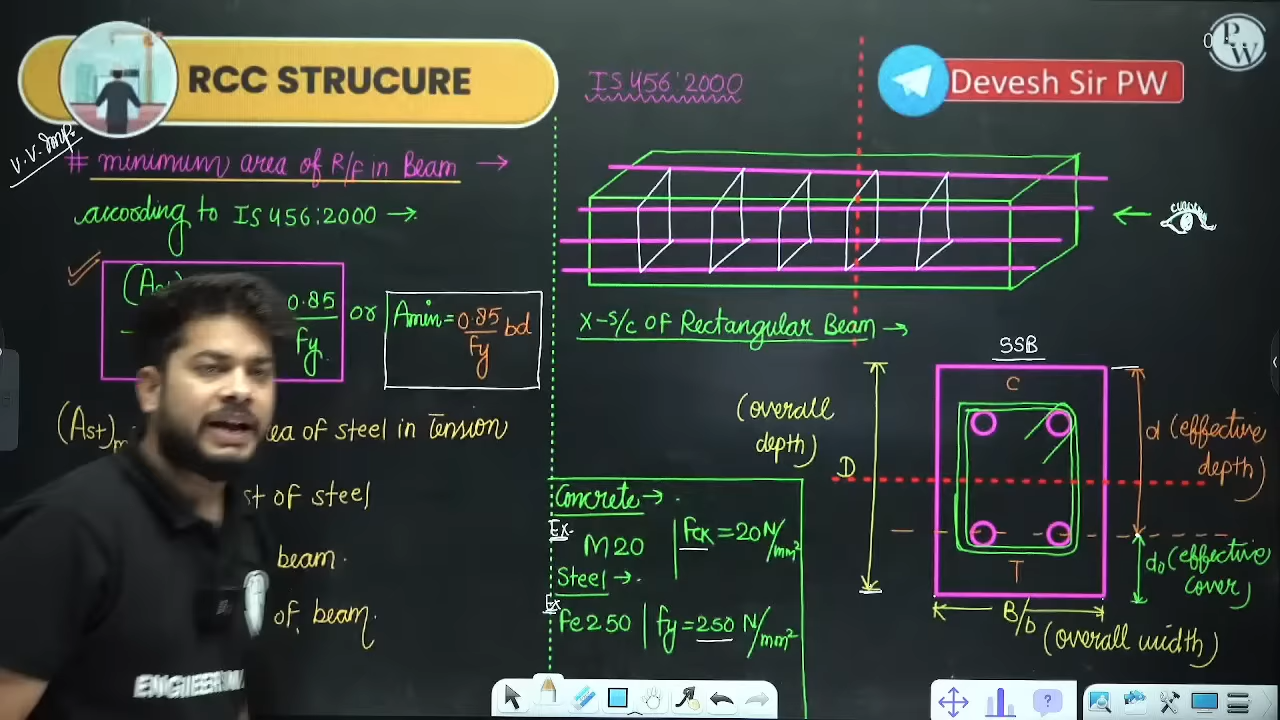 RCC STRUCURE
IS 456:2000
Devesh Sir PW
PW
V.V.Imp.
# minimum area of R/f in Beam →
according to IS 456:2000 →
0.85
fy
or
Amin = 0.85 bd
fy
(Ast)
ea of steel in Tension
st of steel
beam.
of beam.
ENGIEER
X-S/C OF Rectangular Beam →
SSB
C
T
(overall depth)
D
d (effective depth)
do (effective cover)
B/b
(overall width)
Concrete →.
Ex.
M20 | Fck = 20 N/mm²
Steel →.
Ex
Fe 250 | fy = 250 N/mm²